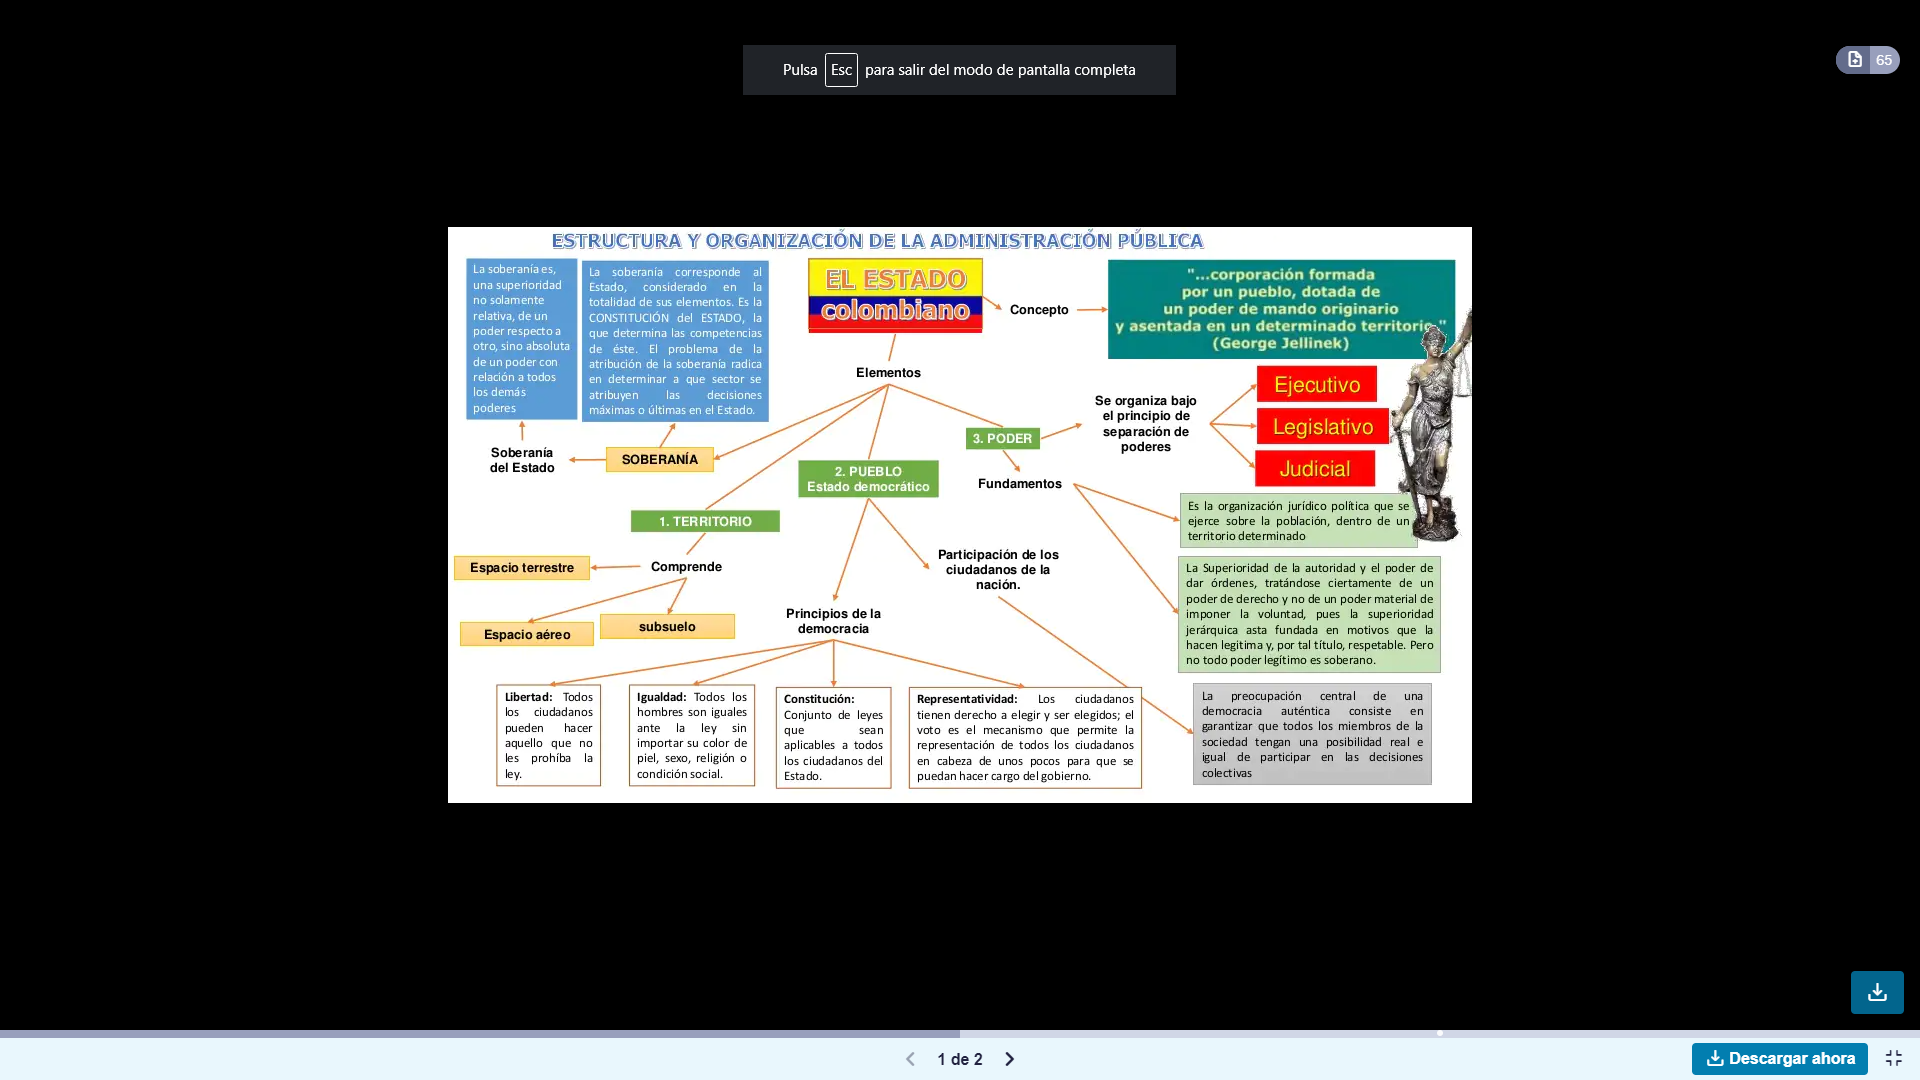 Pulsa Esc para salir del modo de pantalla completa
65
ESTRUCTURA Y ORGANIZACIÓN DE LA ADMINISTRACIÓN PÚBLICA
La soberanía es,
una superioridad
no solamente
relativa, de un
poder respecto a
otro, sino absoluta
de un poder con
relación a todos
los demás
poderes
La soberanía corresponde al
Estado, considerado en la
totalidad de sus elementos. Es la
CONSTITUCIÓN del ESTADO, la
que determina las competencias
de éste. El problema de la
atribución de la soberanía radica
en determinar a que sector se
atribuyen las decisiones
máximas o últimas en el Estado.
EL ESTADO
colombiano
Concepto
"...corporación formada
por un pueblo, dotada de
un poder de mando originario
y asentada en un determinado territorio."
(George Jellinek)
Elementos
Soberanía
del Estado
SOBERANÍA
3. PODER
Se organiza bajo
el principio de
separación de
poderes
Ejecutivo
Legislativo
Judicial
2. PUEBLO
Estado democrático
Fundamentos
1. TERRITORIO
Es la organización jurídico política que se
ejerce sobre la población, dentro de un
territorio determinado
Espacio terrestre
Comprende
Participación de los
ciudadanos de la
nación.
La Superioridad de la autoridad y el poder de
dar órdenes, tratándose ciertamente de un
poder de derecho y no de un poder material de
imponer la voluntad, pues la superioridad
jerárquica asta fundada en motivos que la
hacen legitima y, por tal título, respetable. Pero
no todo poder legítimo es soberano.
Espacio aéreo
subsuelo
Principios de la
democracia
Libertad: Todos
los ciudadanos
pueden hacer
aquello que no
les prohíba la
ley.
Igualdad: Todos los
hombres son iguales
ante la ley sin
importar su color de
piel, sexo, religión o
condición social.
Constitución:
Conjunto de leyes
que sean
aplicables a todos
los ciudadanos del
Estado.
Representatividad: Los ciudadanos
tienen derecho a elegir y ser elegidos; el
voto es el mecanismo que permite la
representación de todos los ciudadanos
en cabeza de unos pocos para que se
puedan hacer cargo del gobierno.
La preocupación central de una
democracia auténtica consiste en
garantizar que todos los miembros de la
sociedad tengan una posibilidad real e
igual de participar en las decisiones
colectivas
1 de 2
Descargar ahora